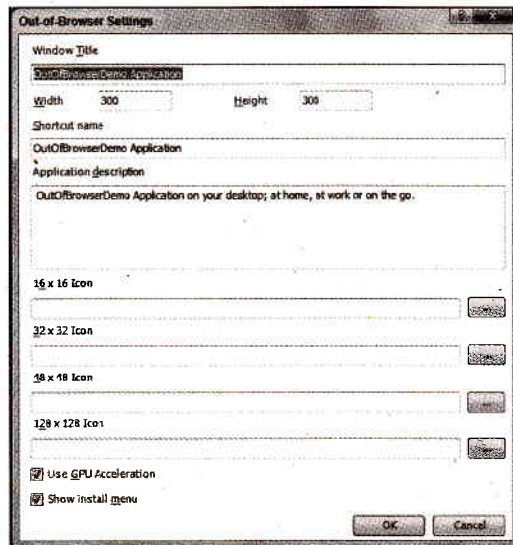 Out-of-Browser Settings
Window Title
OutOfBrowserDemo Application
Width 300 Height 300
Shortcut name
OutOfBrowserDemo Application
Application description
OutOfBrowserDemo Application on your desktop; at home, at work or on the go.
16 x 16 Icon
...
32 x 32 Icon
...
48 x 48 Icon
...
128 x 128 Icon
...
Use GPU Acceleration
Show install menu
OK Cancel